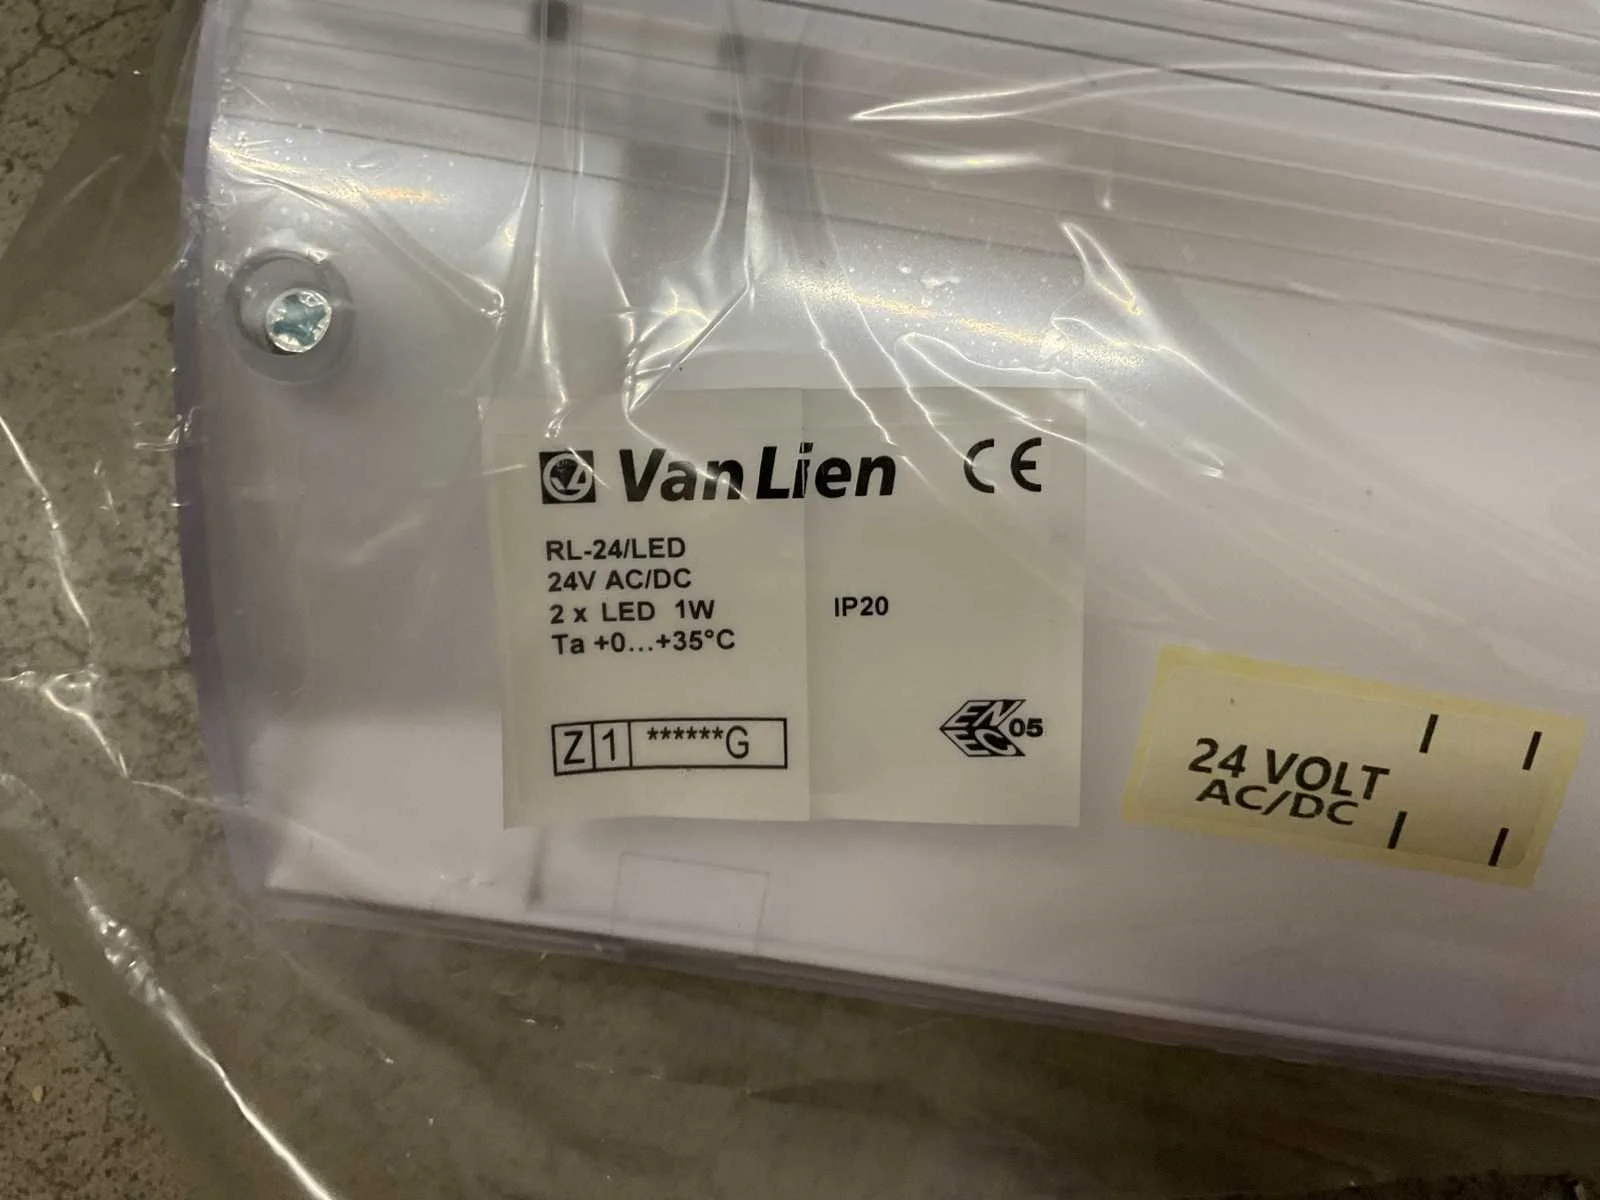 Van Lien CE
RL-24/LED
24V AC/DC
2 x LED 1W IP20
Ta +0...+35°C
Z 1 ******G
ENEC 05
24 VOLT
AC/DC